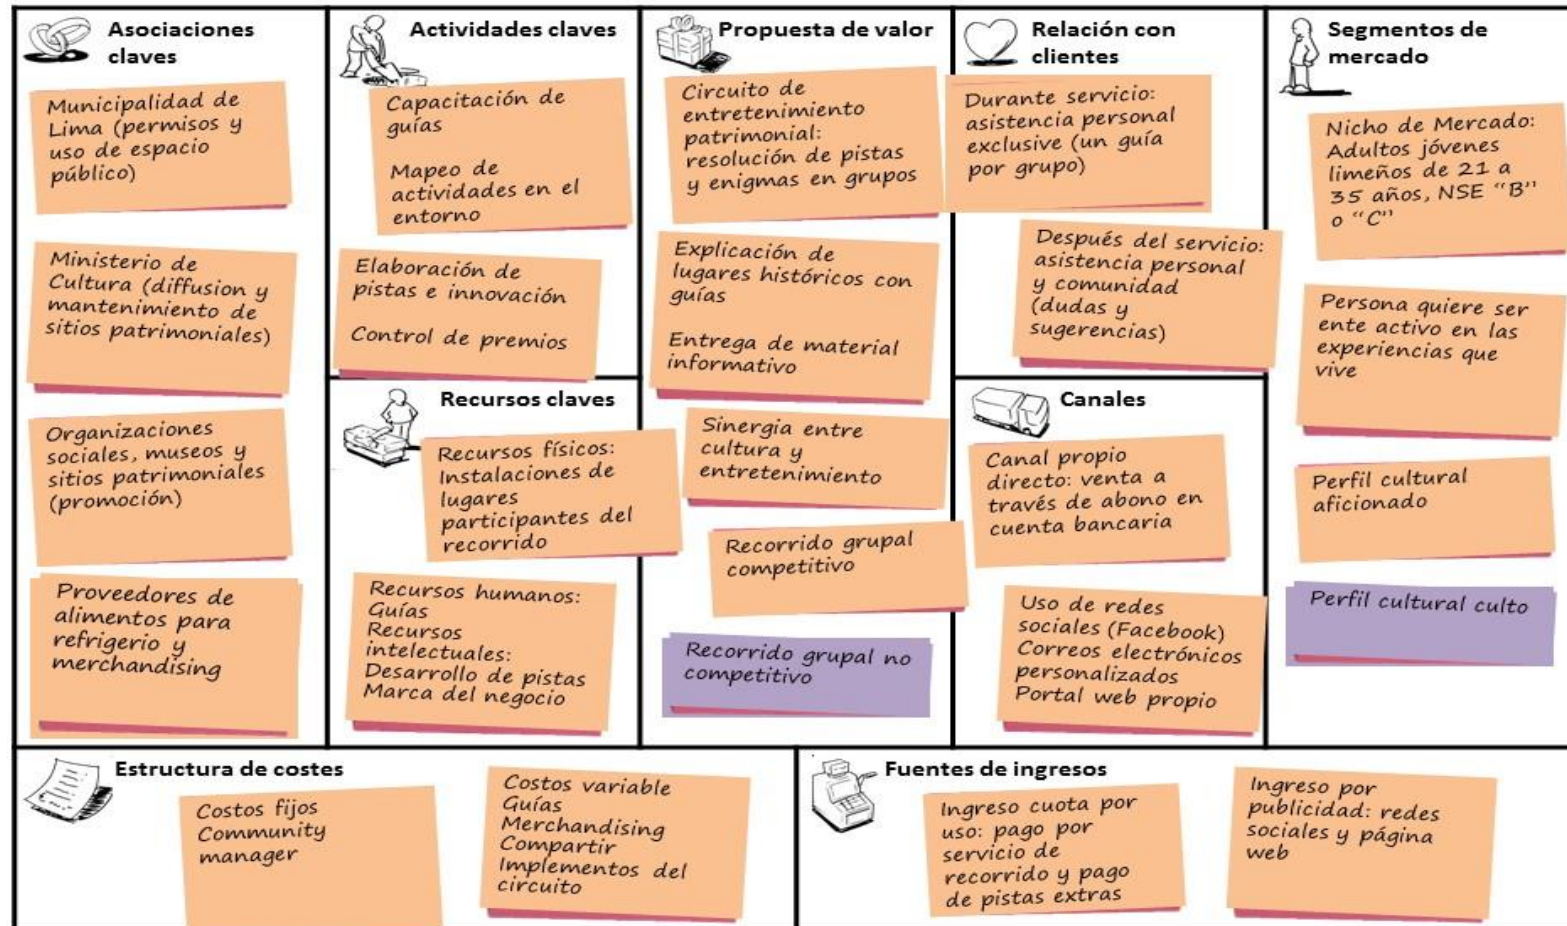 Asociaciones
claves
Municipalidad de
Lima (permisos y
uso de espacio
público)
Ministerio de
Cultura (diffusion y
mantenimiento de
sitios patrimoniales)
Organizaciones
sociales, museos y
sitios patrimoniales
(promoción)
Proveedores de
alimentos para
refrigerio y
merchandising
Actividades claves
Capacitación de
guías
Mapeo de
actividades en el
entorno
Elaboración de
pistas e innovación
Control de premios
Recursos claves
Recursos físicos:
Instalaciones de
lugares
participantes del
recorrido
Recursos humanos:
Guías
Recursos
intelectuales:
Desarrollo de pistas
Marca del negocio
Propuesta de valor
Circuito de
entretenimiento
patrimonial:
resolución de pistas
y enigmas en grupos
Explicación de
lugares históricos con
guías
Entrega de material
informativo
Sinergia entre
cultura y
entretenimiento
Recorrido grupal
competitivo
Recorrido grupal no
competitivo
Relación con
clientes
Durante servicio:
asistencia personal
exclusive (un guía
por grupo)
Después del servicio:
asistencia personal
y comunidad
(dudas y
sugerencias)
Canales
Canal propio
directo: venta a
través de abono en
cuenta bancaria
Uso de redes
sociales (Facebook)
Correos electrónicos
personalizados
Portal web propio
Segmentos de
mercado
Nicho de Mercado:
Adultos jóvenes
limeños de 21 a
35 años, NSE "B"
o "C"
Persona quiere ser
ente activo en las
experiencias que
vive
Perfil cultural
aficionado
Perfil cultural culto
Estructura de costes
Costos fijos
Community
manager
Costos variable
Guías
Merchandising
Compartir
Implementos del
circuito
Fuentes de ingresos
Ingreso cuota por
uso: pago por
servicio de
recorrido y pago
de pistas extras
Ingreso por
publicidad: redes
sociales y página
web